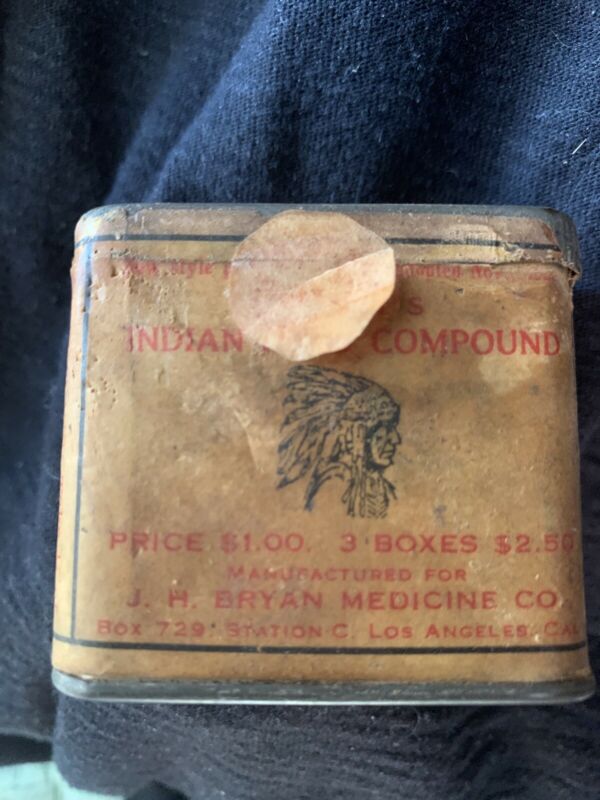 Style
'S
INDIAN COMPOUND
PRICE $1.00. 3 BOXES $2.50
MANUFACTURED FOR
J. H. BRYAN MEDICINE CO
BOX 729 STATION C. LOS ANGELES, CAL